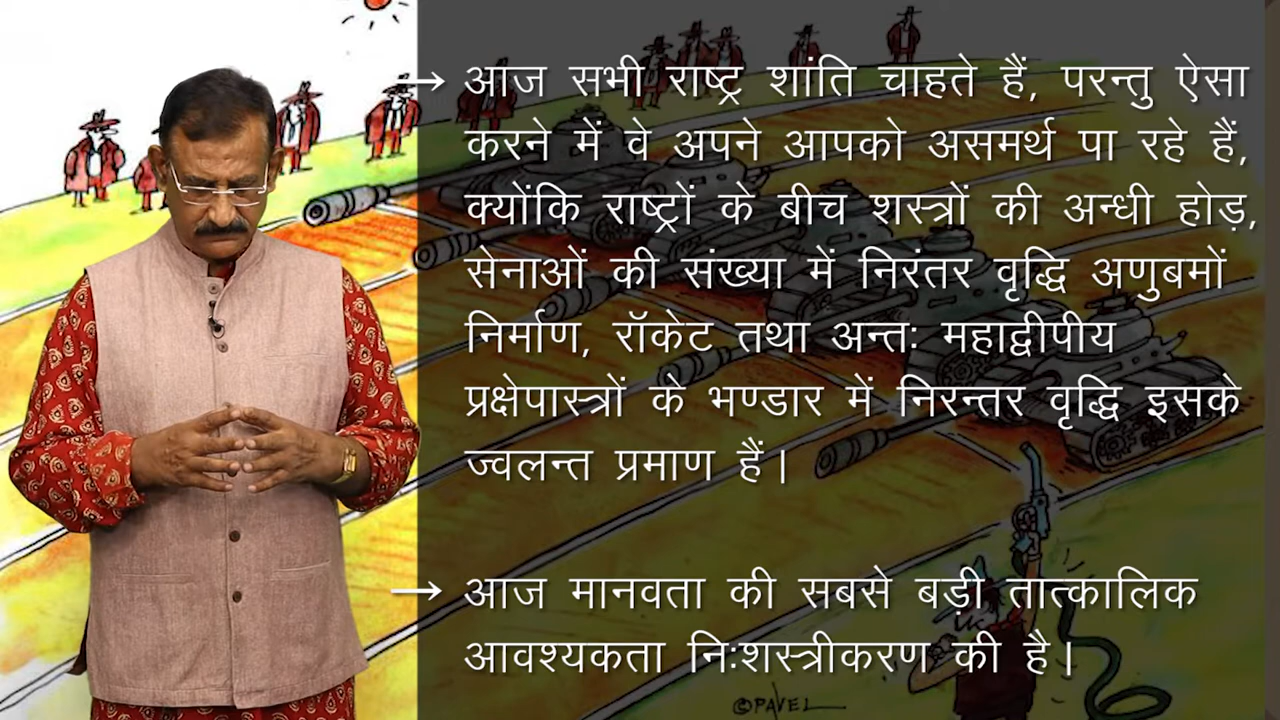 → आज सभी राष्ट्र शांति चाहते हैं, परन्तु ऐसा
करने में वे अपने आपको असमर्थ पा रहे हैं,
क्योंकि राष्ट्रों के बीच शस्त्रों की अन्धी होड़,
सेनाओं की संख्या में निरंतर वृद्धि अणुबमों
निर्माण, रॉकेट तथा अन्तः महाद्वीपीय
प्रक्षेपास्त्रों के भण्डार में निरन्तर वृद्धि इसके
ज्वलन्त प्रमाण हैं।
→ आज मानवता की सबसे बड़ी तात्कालिक
आवश्यकता निःशस्त्रीकरण की है।
©PAVEL